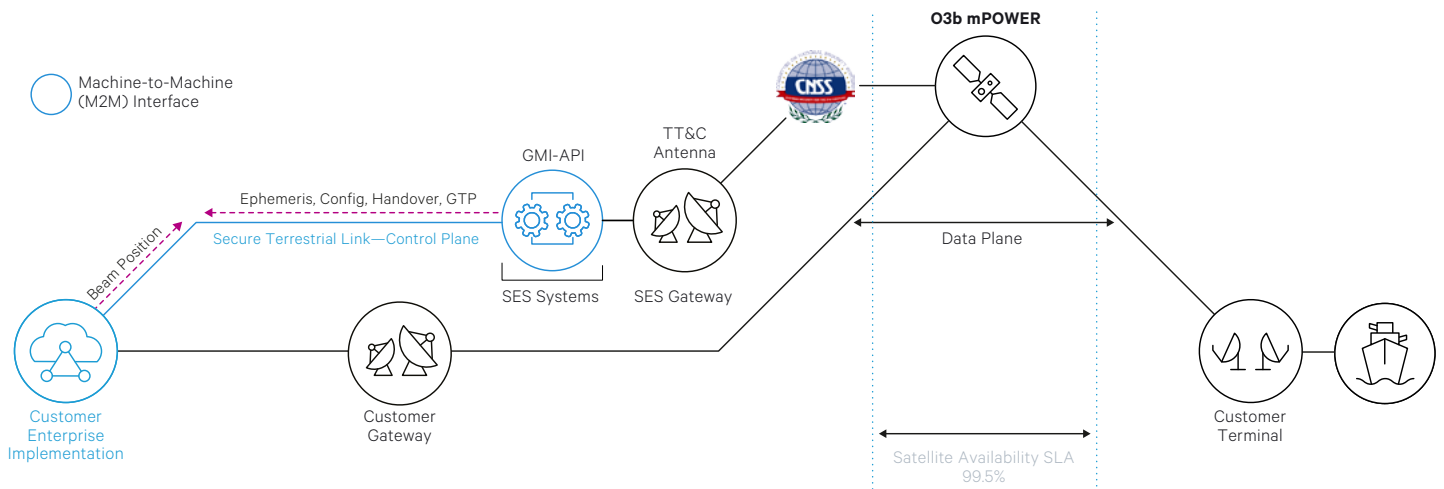 O3b mPOWER
Machine-to-Machine
(M2M) Interface
CNSS
TT&C
Antenna
GMI-API
Ephemeris, Config, Handover, GTP
Secure Terrestrial Link—Control Plane
Beam Position
Data Plane
SES Systems
SES Gateway
Customer
Enterprise
Implementation
Customer
Gateway
Customer
Terminal
Satellite Availability SLA
99.5%